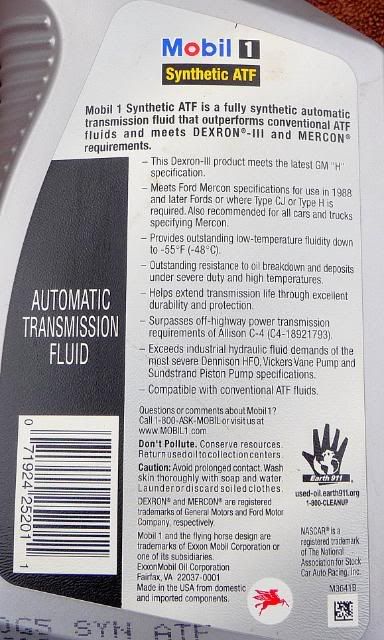 Mobil 1
Synthetic ATF
Mobil 1 Synthetic ATF is a fully synthetic automatic
transmission fluid that outperforms conventional ATF
fluids and meets DEXRON®-III and MERCON®
requirements.
– This Dexron-III product meets the latest GM "H"
specification.
– Meets Ford Mercon specifications for use in 1988
and later Fords or where Type CJ or Type H is
required. Also recommended for all cars and trucks
specifying Mercon.
– Provides outstanding low-temperature fluidity down
to -55°F (-48°C).
– Outstanding resistance to oil breakdown and deposits
under severe duty and high temperatures.
– Helps extend transmission life through excellent
durability and protection.
– Surpasses off-highway power transmission
requirements of Allison C-4 (C4-18921793).
– Exceeds industrial hydraulic fluid demands of the
most severe Dennison HFO, Vickers Vane Pump and
Sundstrand Piston Pump specifications.
– Compatible with conventional ATF fluids.
AUTOMATIC
TRANSMISSION
FLUID
0 71924 25201 1
Questions or comments about Mobil 1?
Call 1-800-ASK-MOBIL or visit us at
www.MOBIL1.com.
Don't Pollute. Conserve resources.
Return used oil to collection centers.
Caution: Avoid prolonged contact. Wash
skin thoroughly with soap and water.
Launder or discard soiled clothes.
DEXRON® and MERCON® are registered
trademarks of General Motors and Ford Motor
Company, respectively.
Mobil 1 and the flying horse design are
trademarks of Exxon Mobil Corporation or
one of its subsidiaries.
ExxonMobil Oil Corporation
Fairfax, VA 22037-0001
Made in the USA from domestic
and imported components.
Earth 911
used-oil.earth911.org
1-800-CLEANUP
NASCAR® is a
registered trademark
of The National
Association for Stock
Car Auto Racing, Inc.
M36419
0G5 SYN ATF